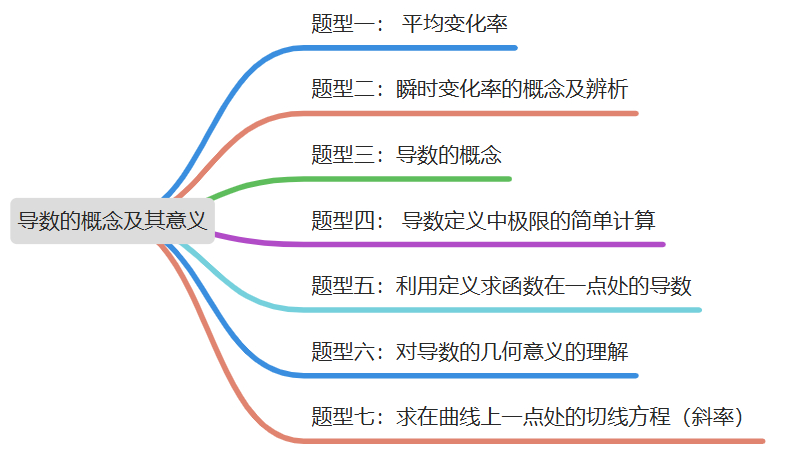 题型一： 平均变化率
题型二：瞬时变化率的概念及辨析
题型三：导数的概念
导数的概念及其意义
题型四： 导数定义中极限的简单计算
题型五：利用定义求函数在一点处的导数
题型六：对导数的几何意义的理解
题型七：求在曲线上一点处的切线方程（斜率）